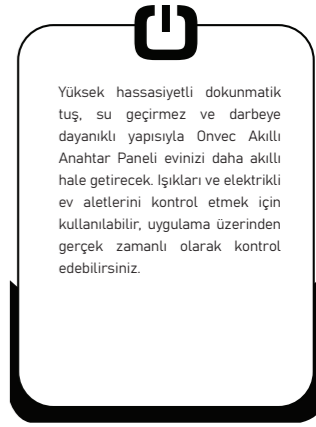 Yüksek hassasiyetli dokunmatik
tuş, su geçirmez ve darbeye
dayanıklı yapısıyla Onvec Akıllı
Anahtar Paneli evinizi daha akıllı
hale getirecek. Işıkları ve elektrikli
ev aletlerini kontrol etmek için
kullanılabilir, uygulama üzerinden
gerçek zamanlı olarak kontrol
edebilirsiniz.